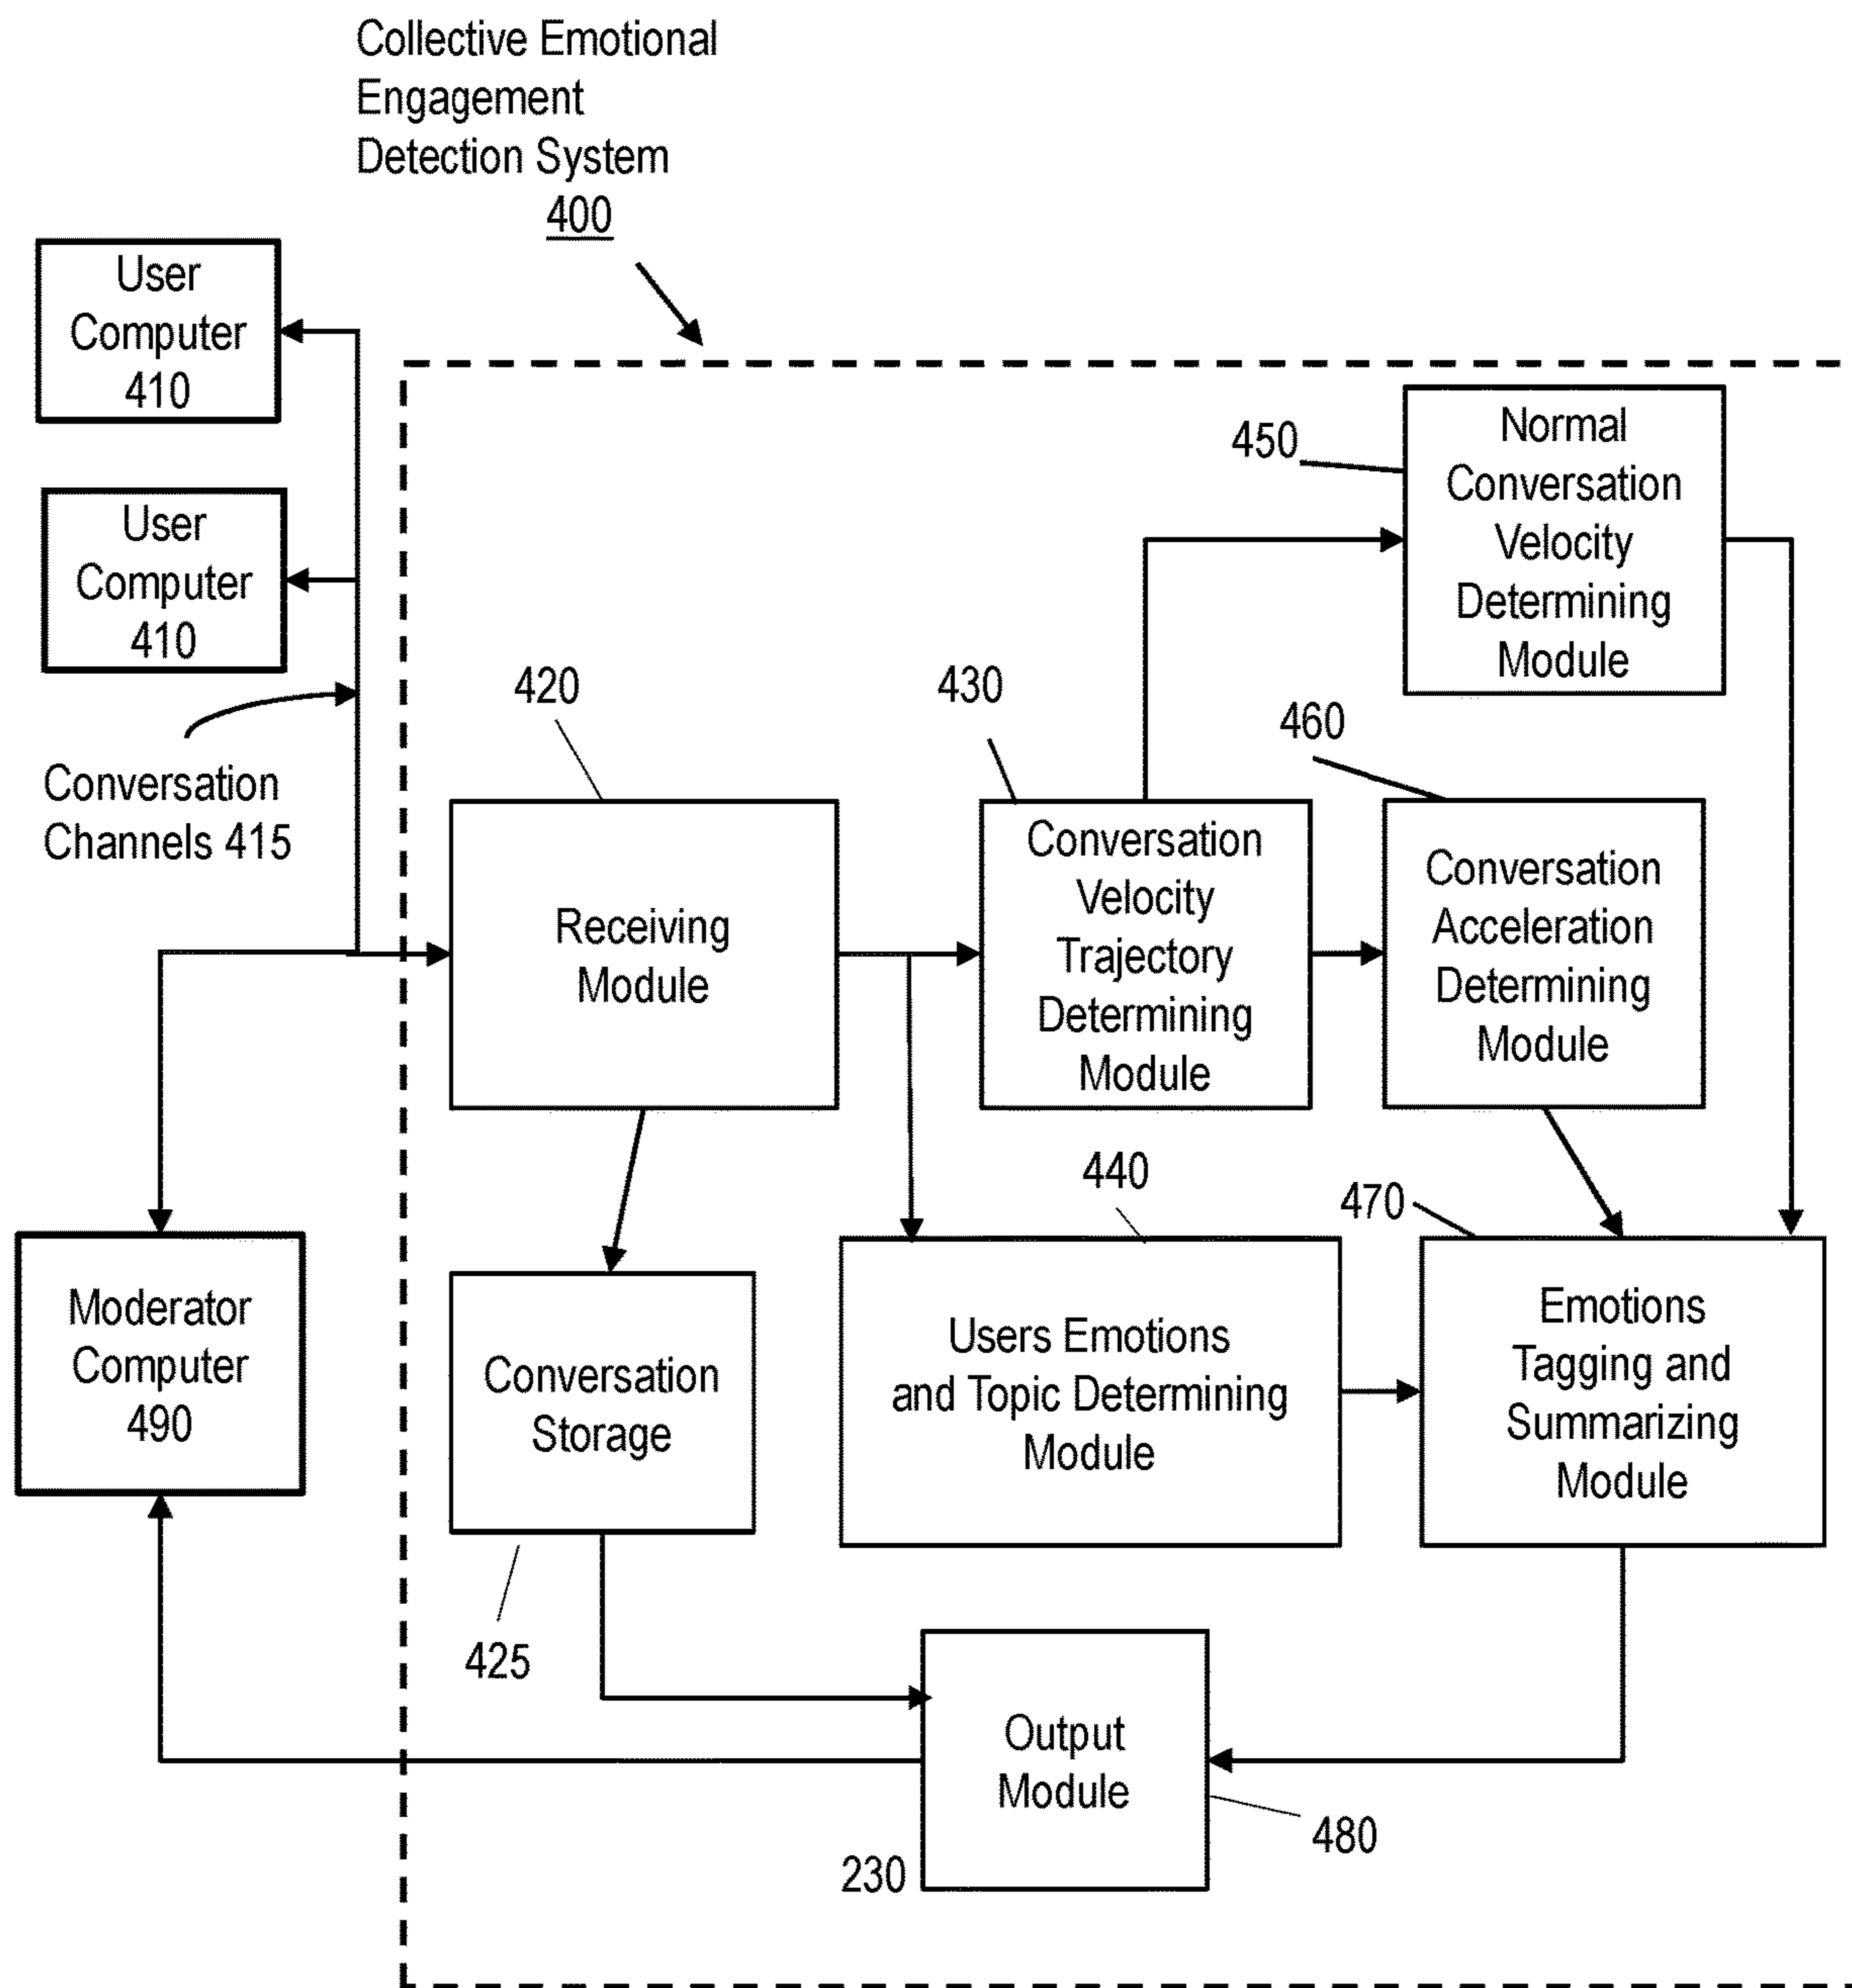 Collective Emotional
Engagement
Detection System
400
User
Computer
410
User
Computer
410
Conversation
Channels 415
450
Normal
Conversation
Velocity
Determining
Module
420
Receiving
Module
430
Conversation
Velocity
Trajectory
Determining
Module
460
Conversation
Acceleration
Determining
Module
Moderator
Computer
490
Conversation
Storage
425
440
Users Emotions
and Topic Determining
Module
470
Emotions
Tagging and
Summarizing
Module
Output
Module
480
230